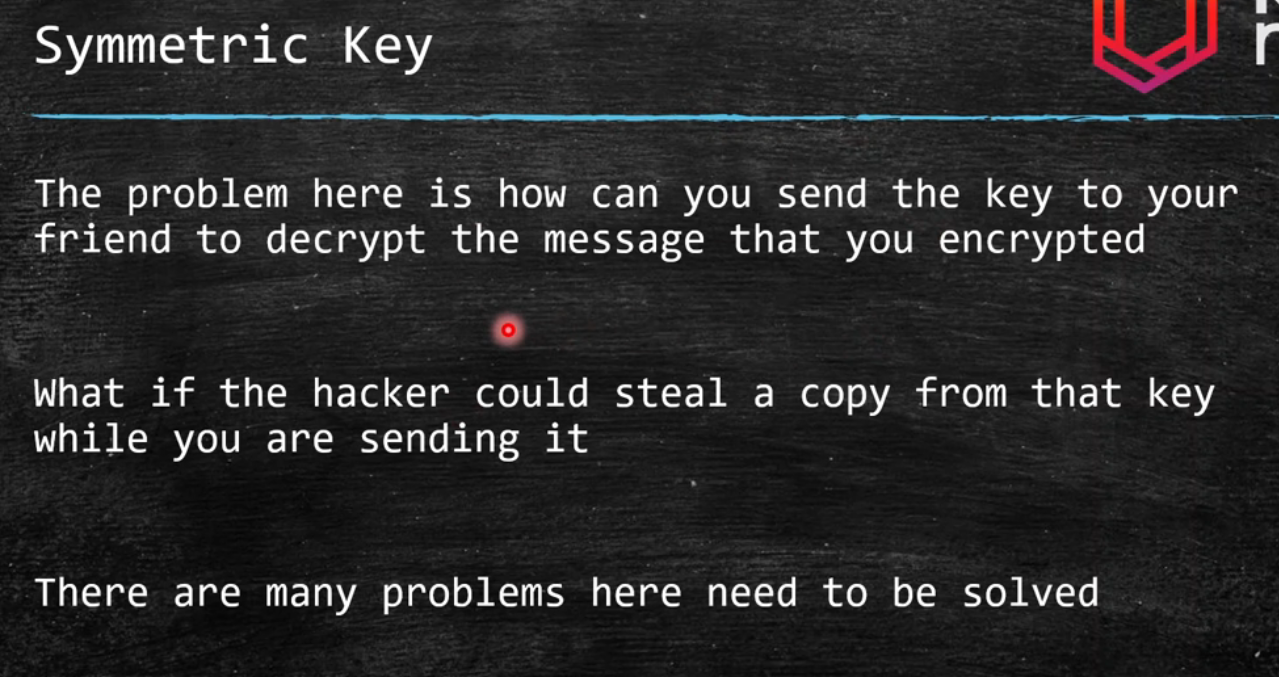 Symmetric Key
The problem here is how can you send the key to your
friend to decrypt the message that you encrypted
What if the hacker could steal a copy from that key
while you are sending it
There are many problems here need to be solved